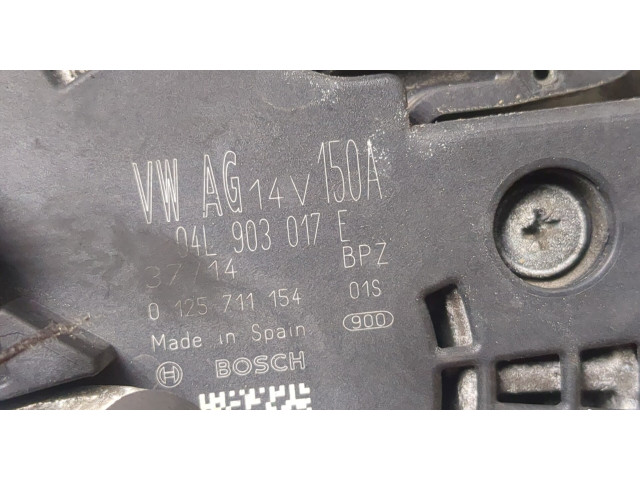 VW AG 14V 150A
04L 903 017 E
37/14 BPZ
0 125 711 154 01S
Made in Spain 900
BOSCH